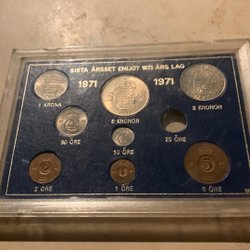 SISTA ÅRSSET ENLIGT 1873 ÅRS LAG
1971 1971
1 KRONA 5 KRONOR 2 KRONOR
50 ÖRE 10 ÖRE 25 ÖRE
2 ÖRE 1 ÖRE 5 ÖRE